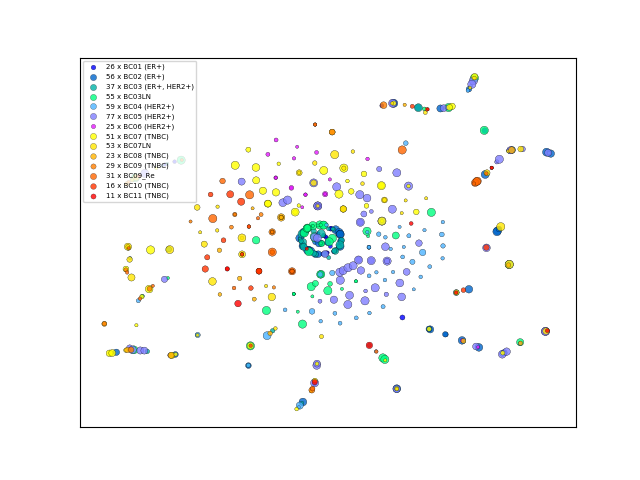 26 x BC01 (ER+)
56 x BC02 (ER+)
37 x BC03 (ER+, HER2+)
55 x BC03LN
59 x BC04 (HER2+)
77 x BC05 (HER2+)
25 x BC06 (HER2+)
51 x BC07 (TNBC)
53 x BC07LN
23 x BC08 (TNBC)
29 x BC09 (TNBC)
31 x BC09_Re
16 x BC10 (TNBC)
11 x BC11 (TNBC)